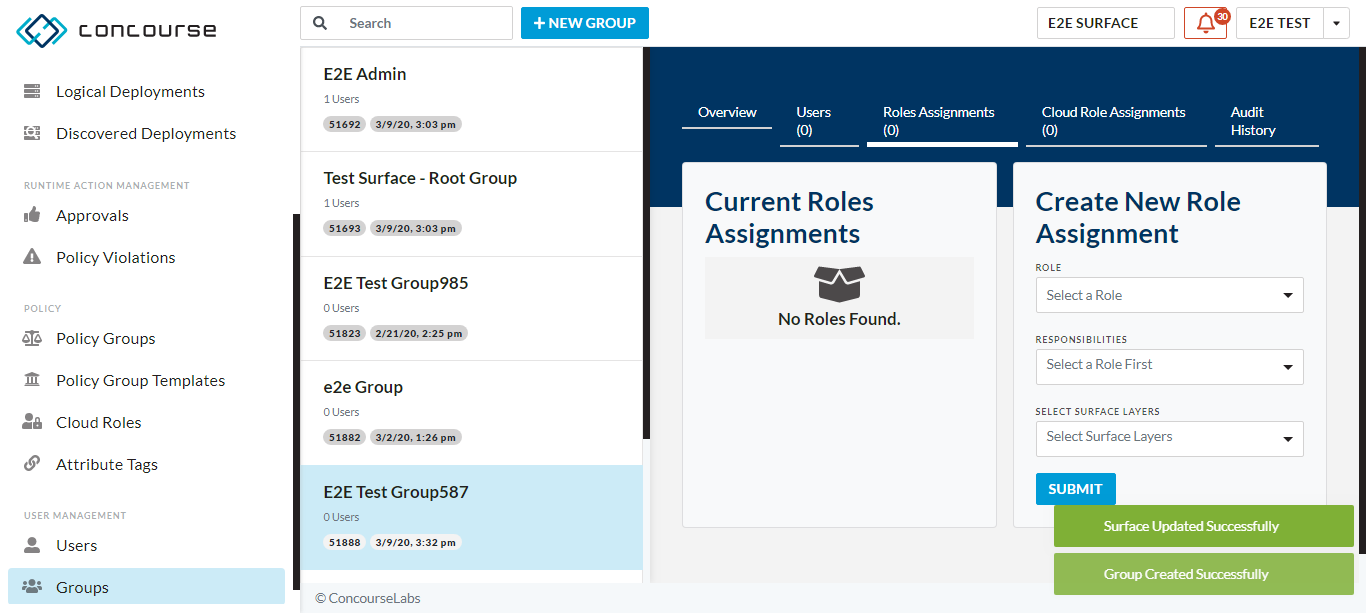 concourse
Search
+ NEW GROUP
E2E SURFACE
30
E2E TEST
Logical Deployments
Discovered Deployments
RUNTIME ACTION MANAGEMENT
Approvals
Policy Violations
POLICY
Policy Groups
Policy Group Templates
Cloud Roles
Attribute Tags
USER MANAGEMENT
Users
Groups
E2E Admin
1 Users
51692 3/9/20, 3:03 pm
Test Surface - Root Group
1 Users
51693 3/9/20, 3:03 pm
E2E Test Group985
0 Users
51823 2/21/20, 2:25 pm
e2e Group
0 Users
51882 3/2/20, 1:26 pm
E2E Test Group587
0 Users
51888 3/9/20, 3:32 pm
Overview
Users
(0)
Roles Assignments
(0)
Cloud Role Assignments
(0)
Audit
History
Current Roles
Assignments
No Roles Found.
Create New Role
Assignment
ROLE
Select a Role
RESPONSIBILITIES
Select a Role First
SELECT SURFACE LAYERS
Select Surface Layers
SUBMIT
Surface Updated Successfully
Group Created Successfully
© ConcourseLabs